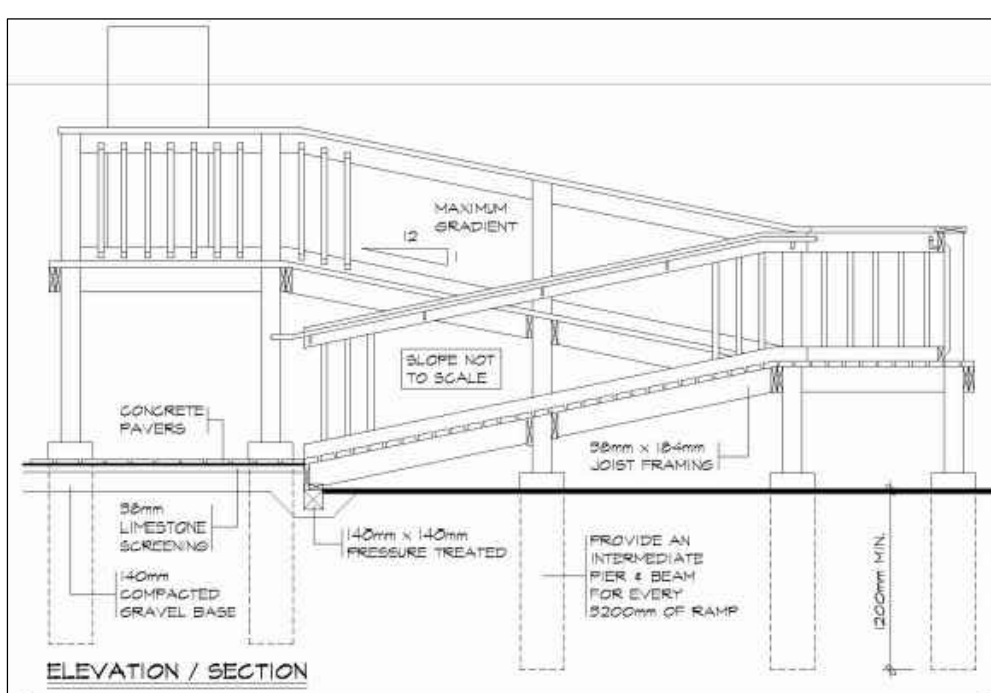 MAXIMUM
GRADIENT
12
1
SLOPE NOT
TO SCALE
CONCRETE
PAVERS
38mm x 184mm
JOIST FRAMING
38mm
LIMESTONE
SCREENING
140mm x 140mm
PRESSURE TREATED
PROVIDE AN
INTERMEDIATE
PIER & BEAM
FOR EVERY
3200mm OF RAMP
1200mm MIN.
140mm
COMPACTED
GRAVEL BASE
ELEVATION / SECTION